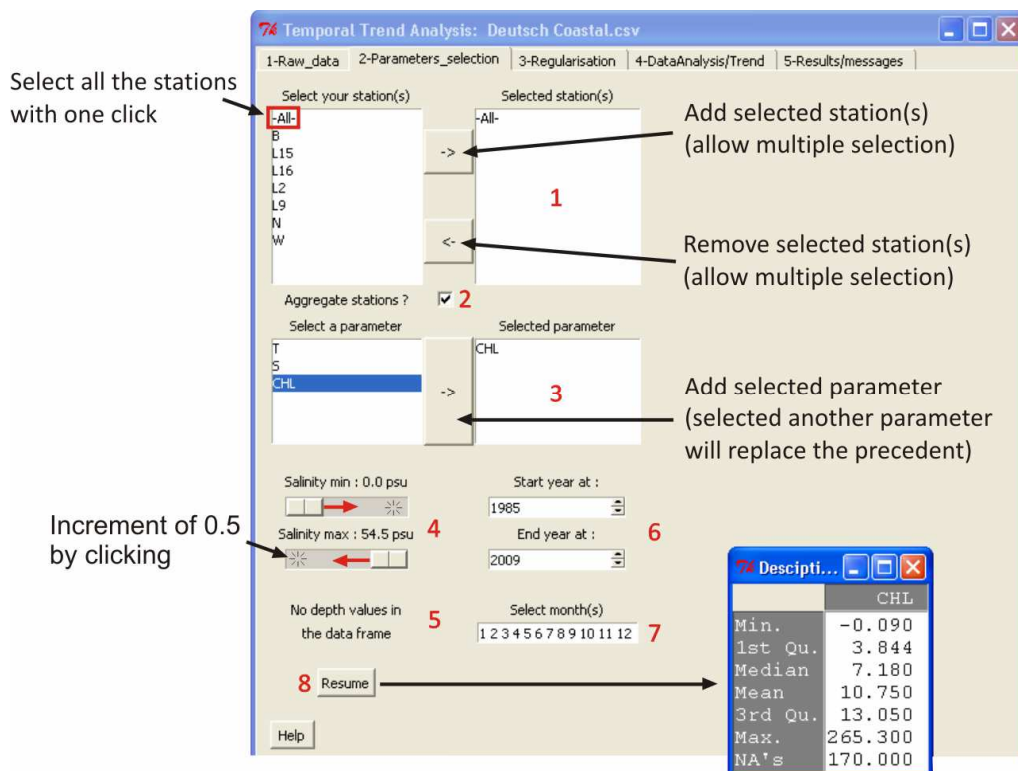 Temporal Trend Analysis: Deutsch Coastal.csv
1-Raw_data 2-Parameters_selection 3-Regularisation 4-DataAnalysis/Trend 5-Results/messages
Select all the stations
with one click
Select your station(s)
Selected station(s)
-All-
B
L15
L16
L2
L9
N
W
->
<-
-All-
1
Add selected station(s)
(allow multiple selection)
Remove selected station(s)
(allow multiple selection)
Aggregate stations ? 2
Select a parameter
Selected parameter
T
S
CHL
->
CHL
3
Add selected parameter
(selected another parameter
will replace the precedent)
Salinity min : 0.0 psu
Salinity max : 54.5 psu
4
Increment of 0.5
by clicking
Start year at :
1985
End year at :
2009
6
No depth values in
the data frame
5
Select month(s)
1 2 3 4 5 6 7 8 9 10 11 12
7
8 Resume
Help
Descipti...
CHL
Min. -0.090
1st Qu. 3.844
Median 7.180
Mean 10.750
3rd Qu. 13.050
Max. 265.300
NA's 170.000